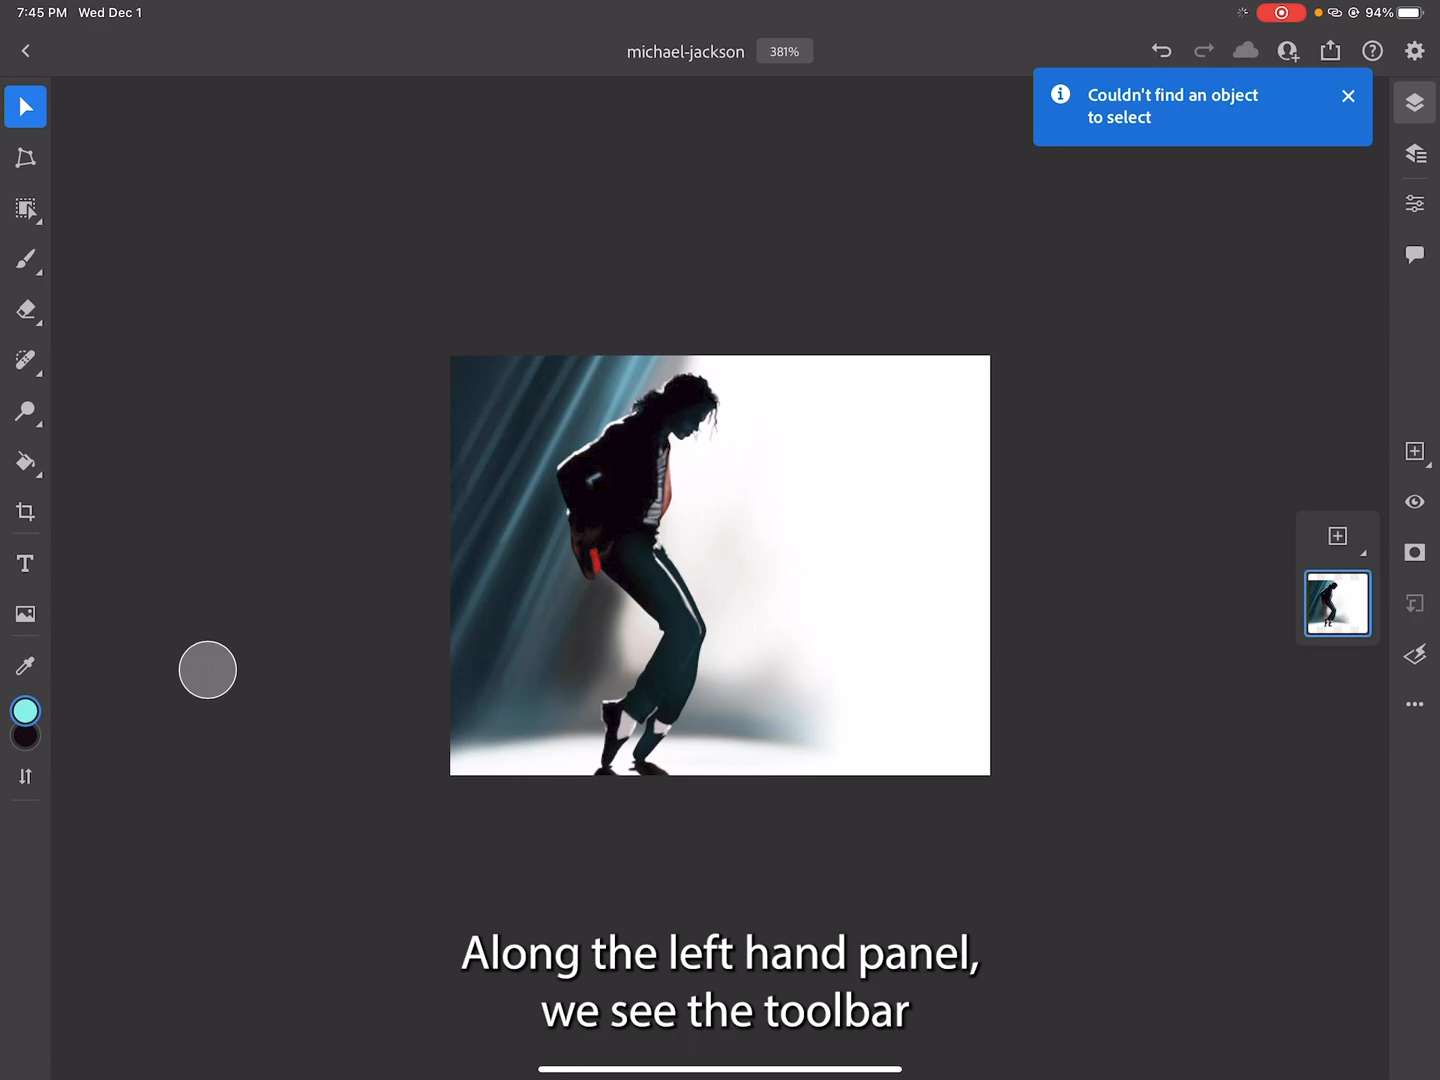 7:45 PM Wed Dec 1
94%
michael-jackson
381%
Couldn't find an object
to select
T
Along the left hand panel,
we see the toolbar